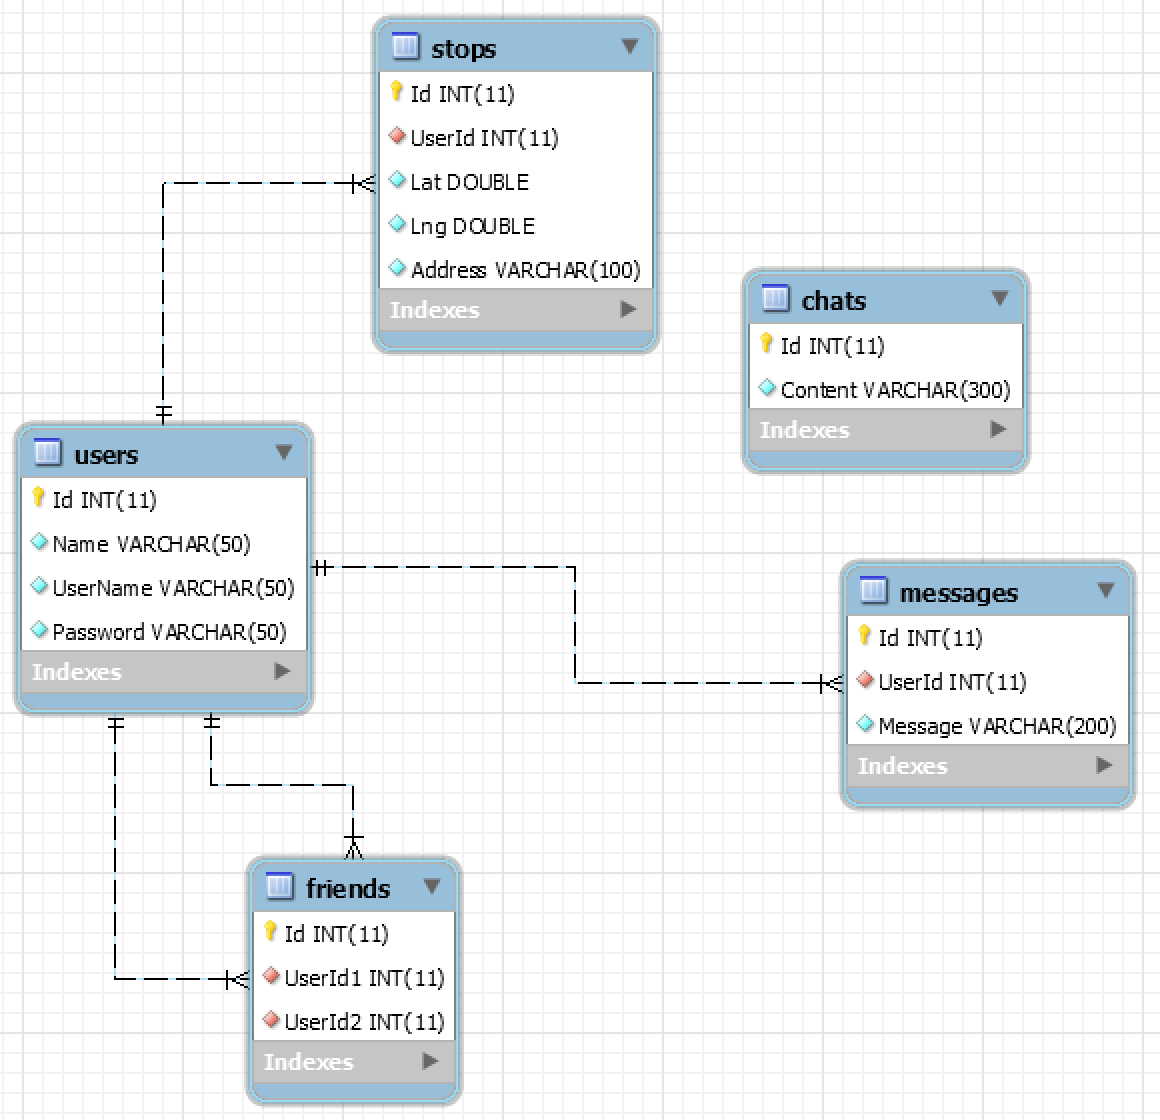 stops
Id INT(11)
UserId INT(11)
Lat DOUBLE
Lng DOUBLE
Address VARCHAR(100)
Indexes
chats
Id INT(11)
Content VARCHAR(300)
Indexes
users
Id INT(11)
Name VARCHAR(50)
UserName VARCHAR(50)
Password VARCHAR(50)
Indexes
messages
Id INT(11)
UserId INT(11)
Message VARCHAR(200)
Indexes
friends
Id INT(11)
UserId1 INT(11)
UserId2 INT(11)
Indexes